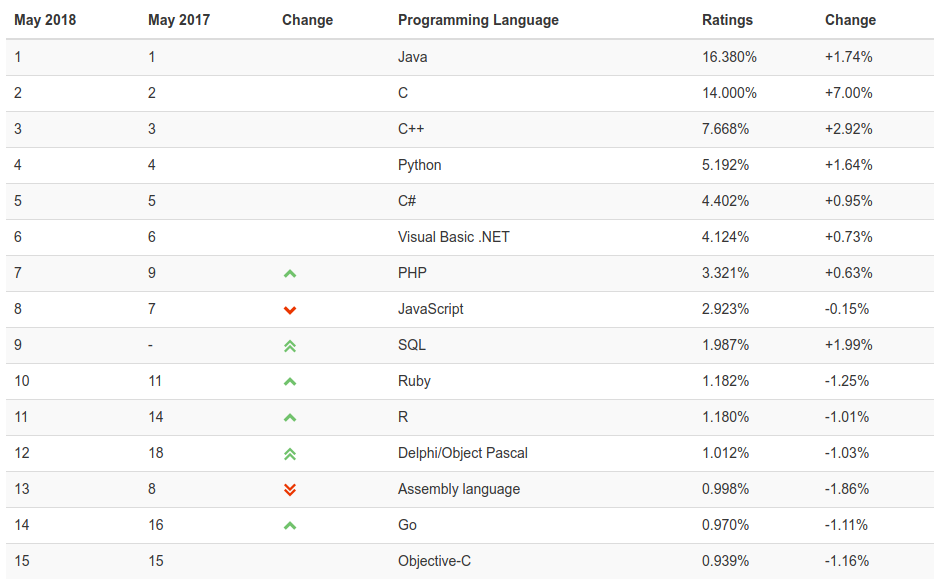 May 2018 May 2017 Change Programming Language Ratings Change
1 1 Java 16.380% +1.74%
2 2 C 14.000% +7.00%
3 3 C++ 7.668% +2.92%
4 4 Python 5.192% +1.64%
5 5 C# 4.402% +0.95%
6 6 Visual Basic .NET 4.124% +0.73%
7 9 PHP 3.321% +0.63%
8 7 JavaScript 2.923% -0.15%
9 - SQL 1.987% +1.99%
10 11 Ruby 1.182% -1.25%
11 14 R 1.180% -1.01%
12 18 Delphi/Object Pascal 1.012% -1.03%
13 8 Assembly language 0.998% -1.86%
14 16 Go 0.970% -1.11%
15 15 Objective-C 0.939% -1.16%